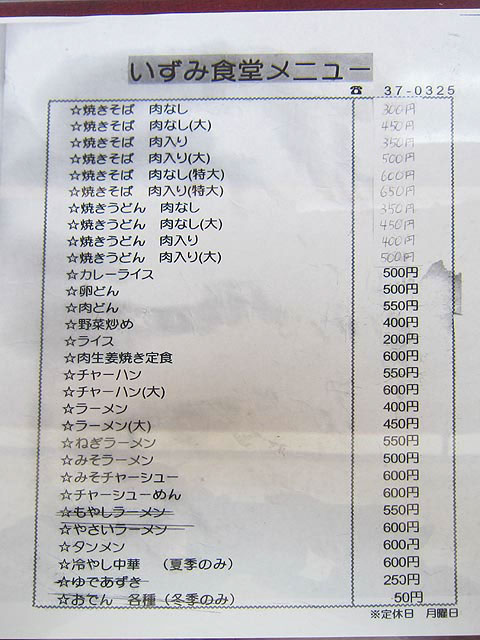 いずみ食堂メニュー
☎ 37-0325
☆焼きそば 肉なし 300円
☆焼きそば 肉なし(大) 450円
☆焼きそば 肉入り 350円
☆焼きそば 肉入り(大) 500円
☆焼きそば 肉なし(特大) 600円
☆焼きそば 肉入り(特大) 650円
☆焼きうどん 肉なし 350円
☆焼きうどん 肉なし(大) 450円
☆焼きうどん 肉入り 400円
☆焼きうどん 肉入り(大) 500円
☆カレーライス 500円
☆卵どん 500円
☆肉どん 550円
☆野菜炒め 400円
☆ライス 200円
☆肉生姜焼き定食 600円
☆チャーハン 550円
☆チャーハン(大) 600円
☆ラーメン 400円
☆ラーメン(大) 450円
☆ねぎラーメン 550円
☆みそラーメン 500円
☆みそチャーシュー 600円
☆チャーシューめん 600円
☆もやしラーメン 550円
☆やさいラーメン 600円
☆タンメン 600円
☆冷やし中華 (夏季のみ) 600円
☆ゆであずき 250円
☆おでん 各種(冬季のみ) 50円
※定休日 月曜日